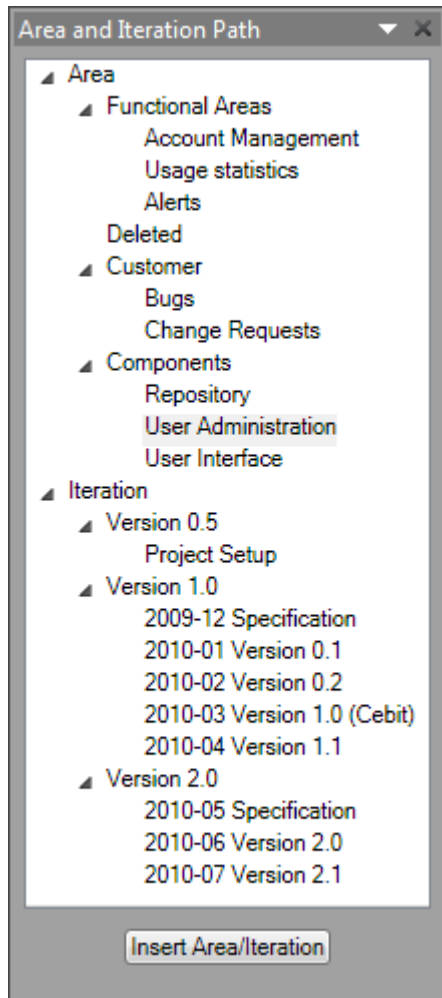 Area and Iteration Path
Area
Functional Areas
Account Management
Usage statistics
Alerts
Deleted
Customer
Bugs
Change Requests
Components
Repository
User Administration
User Interface
Iteration
Version 0.5
Project Setup
Version 1.0
2009-12 Specification
2010-01 Version 0.1
2010-02 Version 0.2
2010-03 Version 1.0 (Cebit)
2010-04 Version 1.1
Version 2.0
2010-05 Specification
2010-06 Version 2.0
2010-07 Version 2.1
Insert Area/Iteration